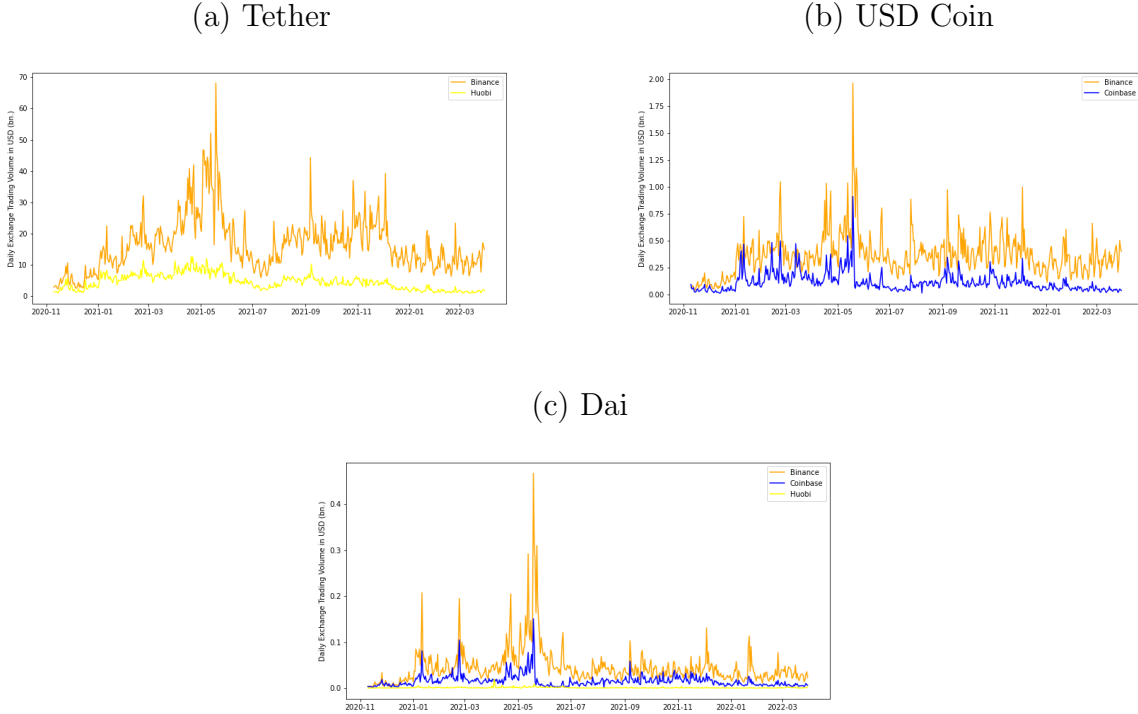 (a) Tether
(b) USD Coin
Daily Exchange Trading Volume in USD (bn.)
70
60
50
40
30
20
10
0
2020-11 2021-01 2021-03 2021-05 2021-07 2021-09 2021-11 2022-01 2022-03
Binance
Huobi
Daily Exchange Trading Volume in USD (bn.)
2.00
1.75
1.50
1.25
1.00
0.75
0.50
0.25
0.00
2020-11 2021-01 2021-03 2021-05 2021-07 2021-09 2021-11 2022-01 2022-03
Binance
Coinbase
(c) Dai
Daily Exchange Trading Volume in USD (bn.)
0.4
0.3
0.2
0.1
0.0
2020-11 2021-01 2021-03 2021-05 2021-07 2021-09 2021-11 2022-01 2022-03
Binance
Coinbase
Huobi